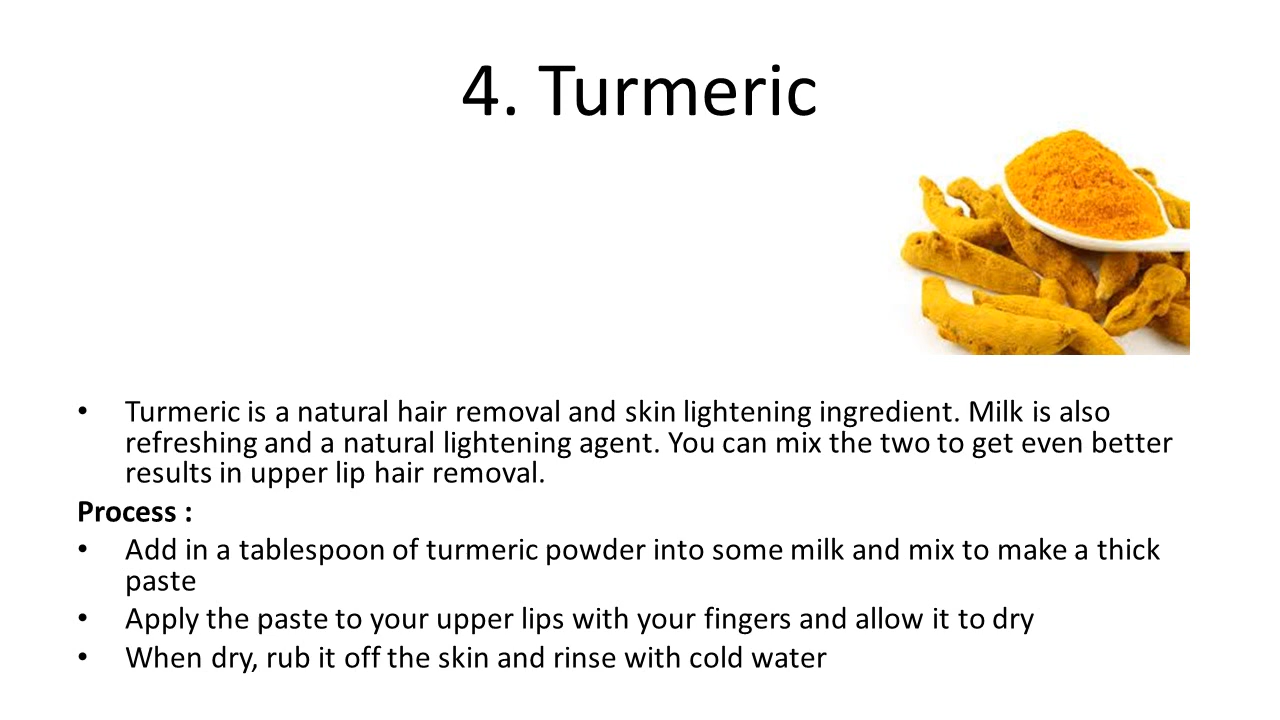 4. Turmeric
• Turmeric is a natural hair removal and skin lightening ingredient. Milk is also
refreshing and a natural lightening agent. You can mix the two to get even better
results in upper lip hair removal.
Process :
• Add in a tablespoon of turmeric powder into some milk and mix to make a thick
paste
• Apply the paste to your upper lips with your fingers and allow it to dry
• When dry, rub it off the skin and rinse with cold water